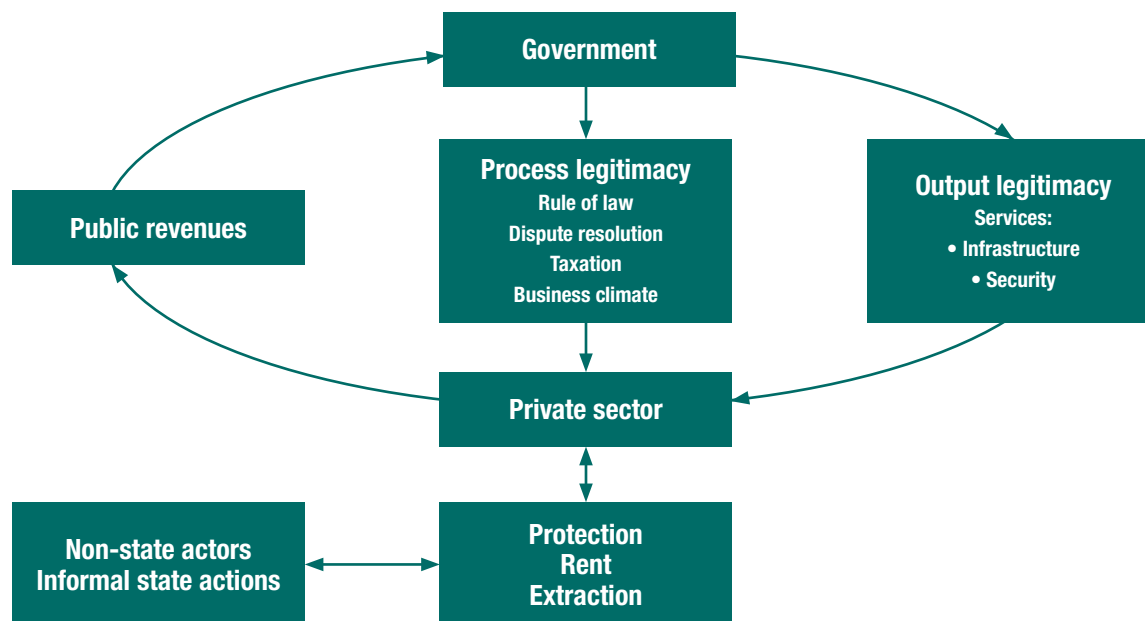 Government
Process legitimacy
Rule of law
Dispute resolution
Taxation
Business climate
Output legitimacy
Services:
• Infrastructure
• Security
Public revenues
Private sector
Non-state actors
Informal state actions
Protection
Rent
Extraction